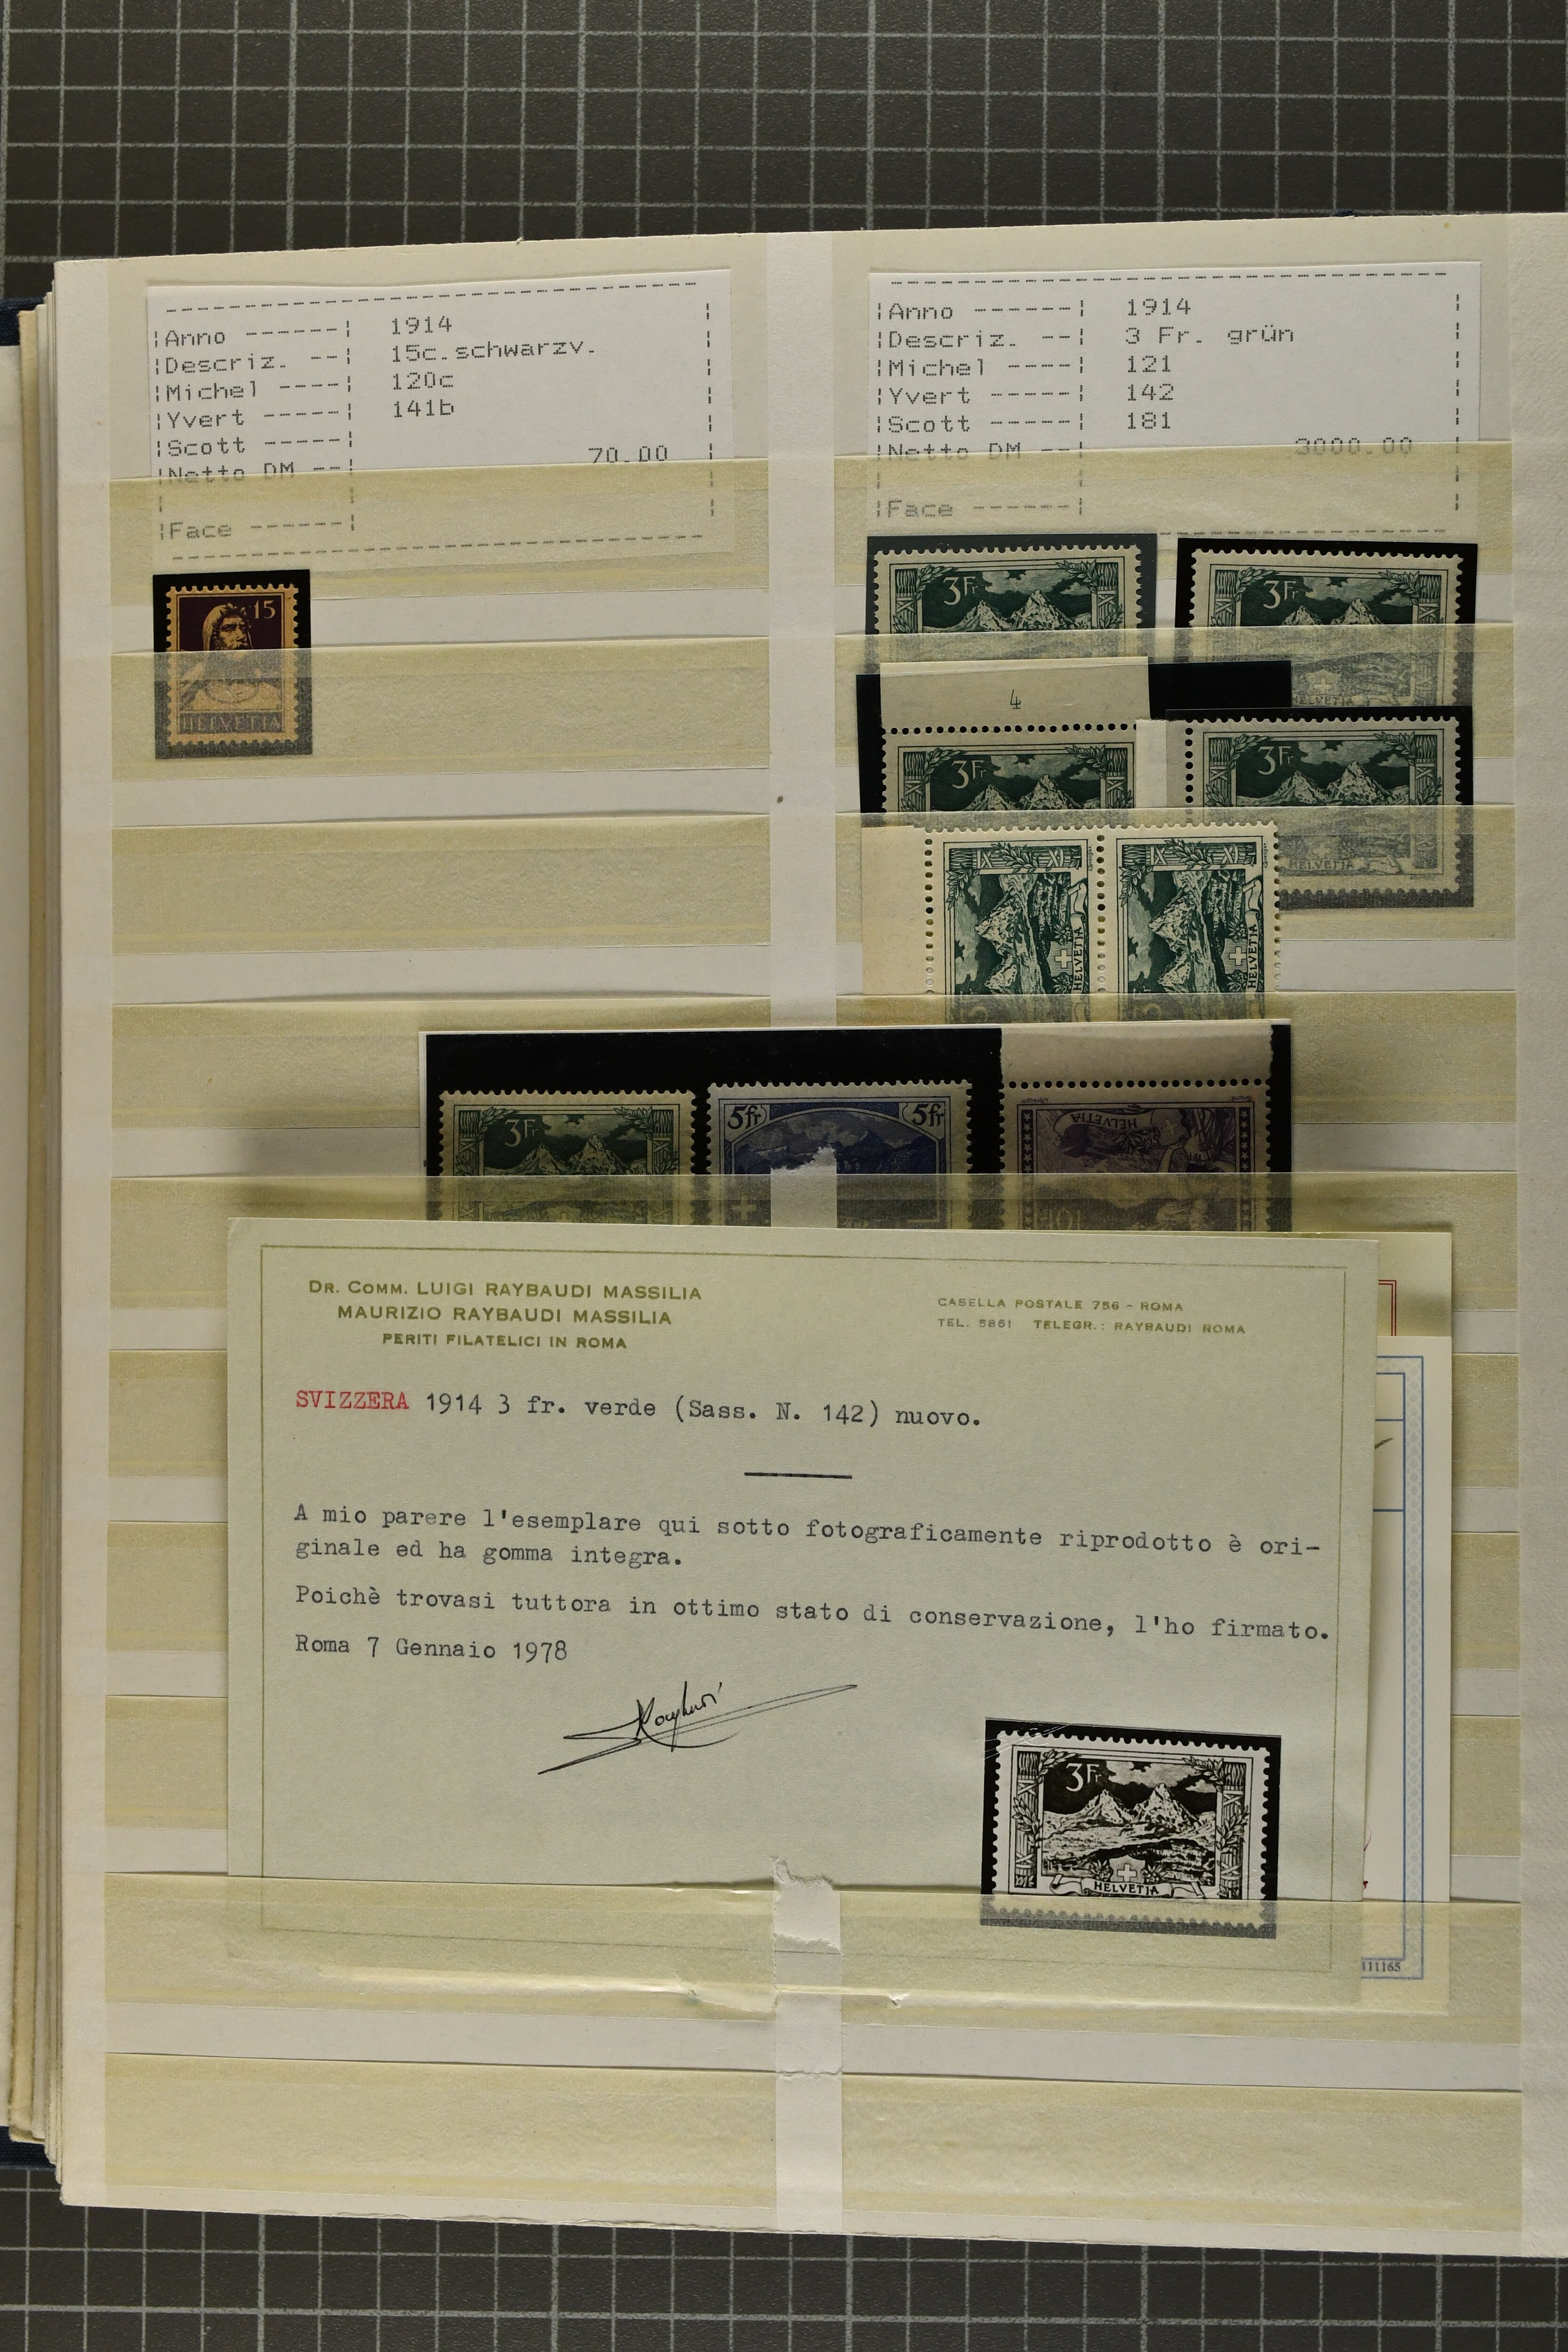 Anno ------¦ 1914
Descriz. --¦ 15c.schwarzv.
Michel ----¦ 120c
Yvert -----¦ 141b
Scott -----¦
Netto DM --¦ 70.00
Face ------¦
Anno ------¦ 1914
Descriz. --¦ 3 Fr. grün
Michel ----¦ 121
Yvert -----¦ 142
Scott -----¦ 181
Netto DM --¦ 3000.00
Face ------¦
15
HELVETIA
3Fr.
3Fr.
HELVETIA
4
3Fr.
3Fr.
HELVETIA
HELVETIA
HELVETIA
3Fr.
5fr
5fr
HELVETIA
DR. COMM. LUIGI RAYBAUDI MASSILIA
MAURIZIO RAYBAUDI MASSILIA
PERITI FILATELICI IN ROMA
CASELLA POSTALE 756 - ROMA
TEL. 5861 TELEGR.: RAYBAUDI ROMA
SVIZZERA 1914 3 fr. verde (Sass. N. 142) nuovo.
A mio parere l'esemplare qui sotto fotograficamente riprodotto è ori-
ginale ed ha gomma integra.
Poichè trovasi tuttora in ottimo stato di conservazione, l'ho firmato.
Roma 7 Gennaio 1978
3Fr.
HELVETIA
111165